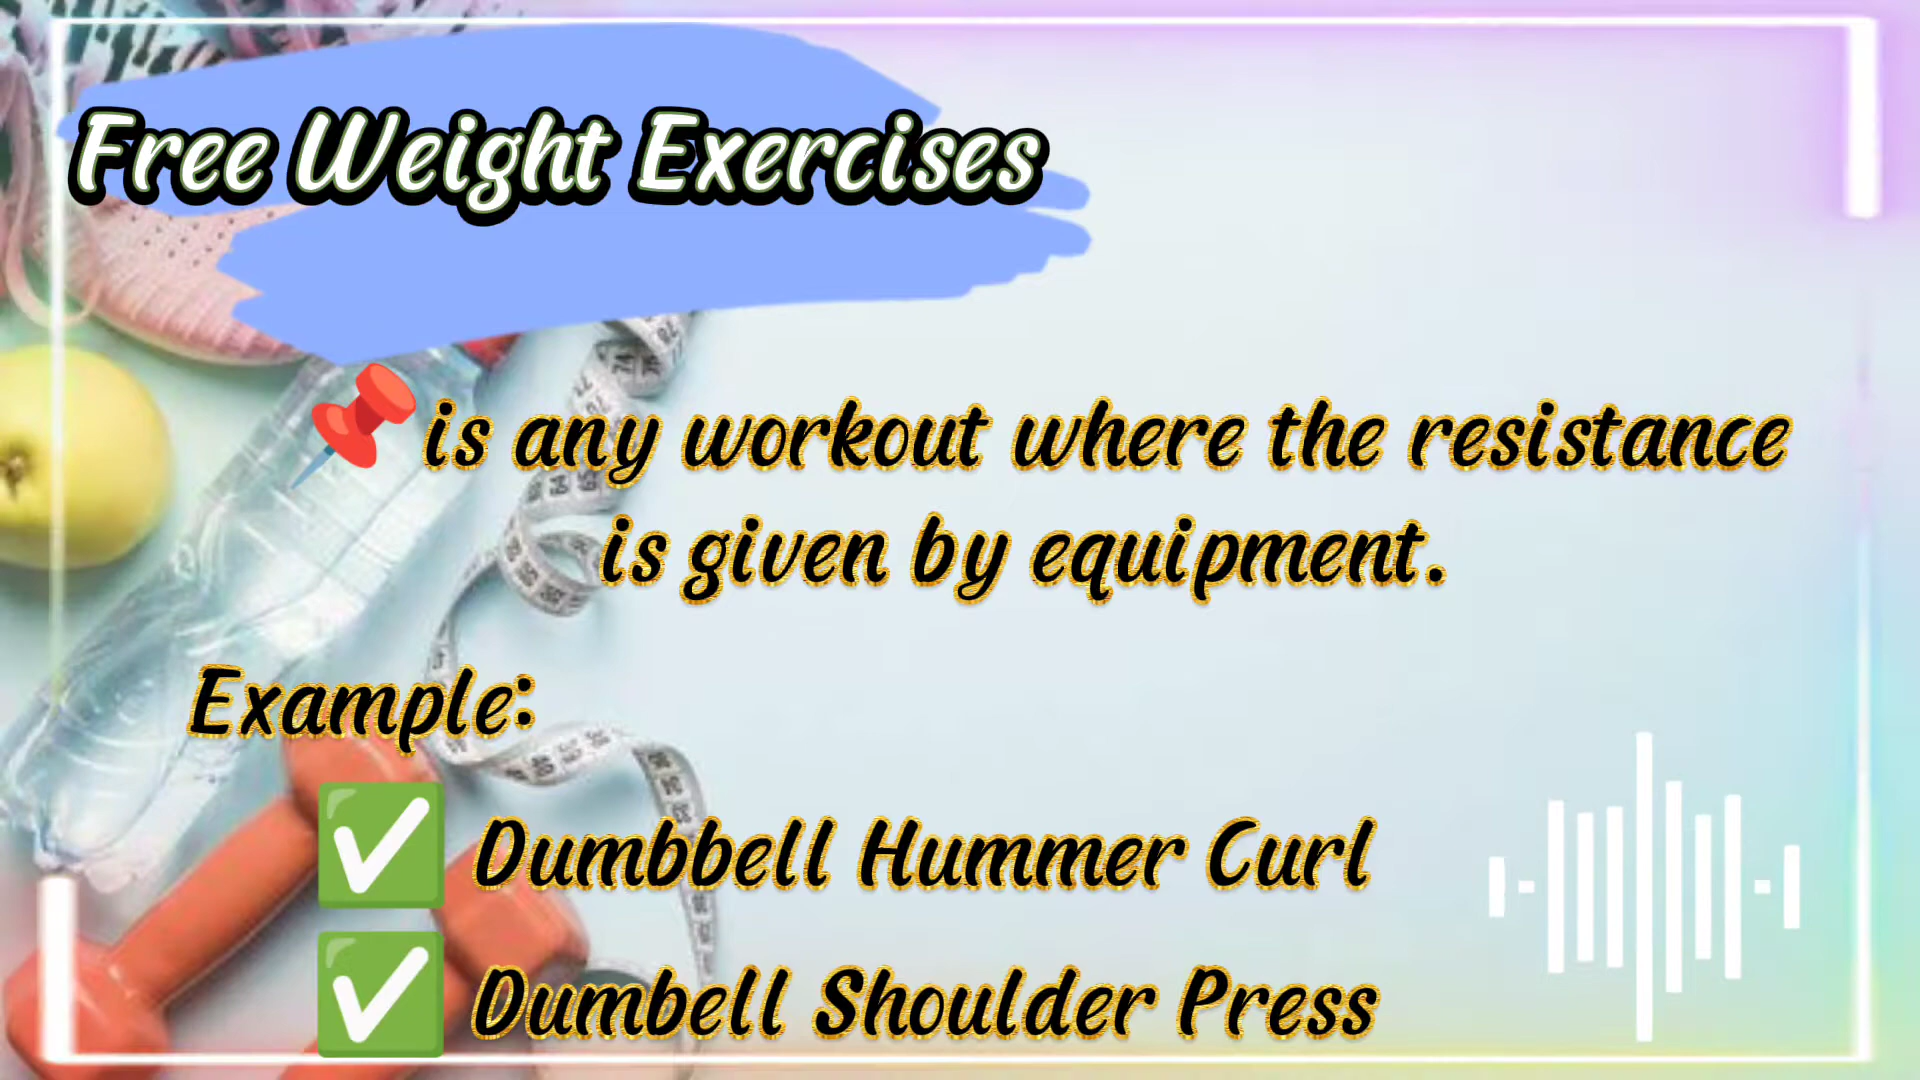 Free Weight Exercises
is any workout where the resistance
is given by equipment.
Example:
Dumbbell Hummer Curl
Dumbell Shoulder Press